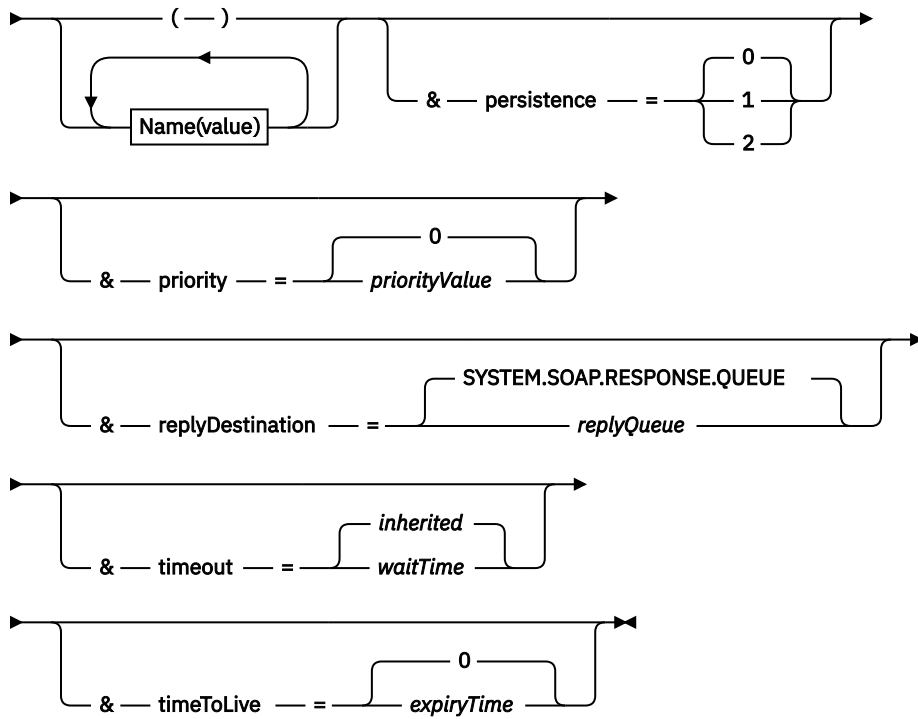 ( )
Name(value)
0
& persistence = 1
2
0
& priority = priorityValue
SYSTEM.SOAP.RESPONSE.QUEUE
& replyDestination = replyQueue
inherited
& timeout = waitTime
0
& timeToLive = expiryTime